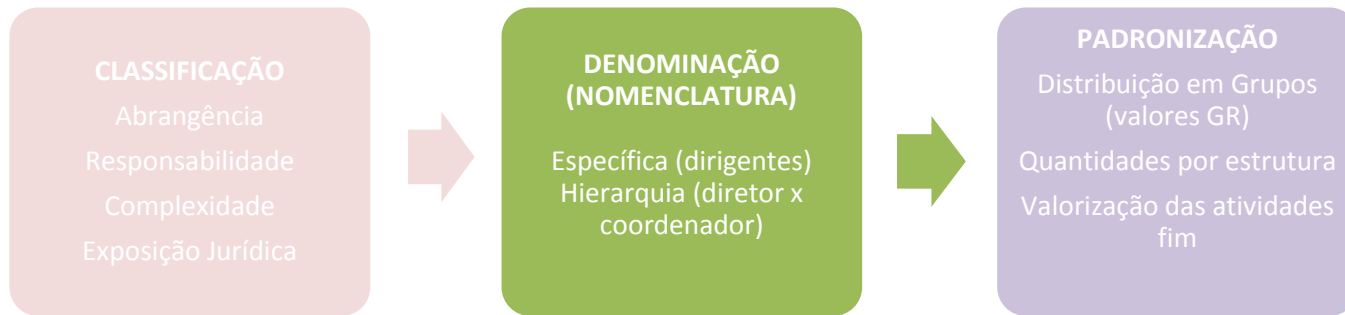 CLASSIFICAÇÃO
Abrangência
Responsabilidade
Complexidade
Exposição Jurídica
DENOMINAÇÃO
(NOMENCLATURA)
Específica (dirigentes)
Hierarquia (diretor x
coordenador)
PADRONIZAÇÃO
Distribuição em Grupos
(valores GR)
Quantidades por estrutura
Valorização das atividades
fim